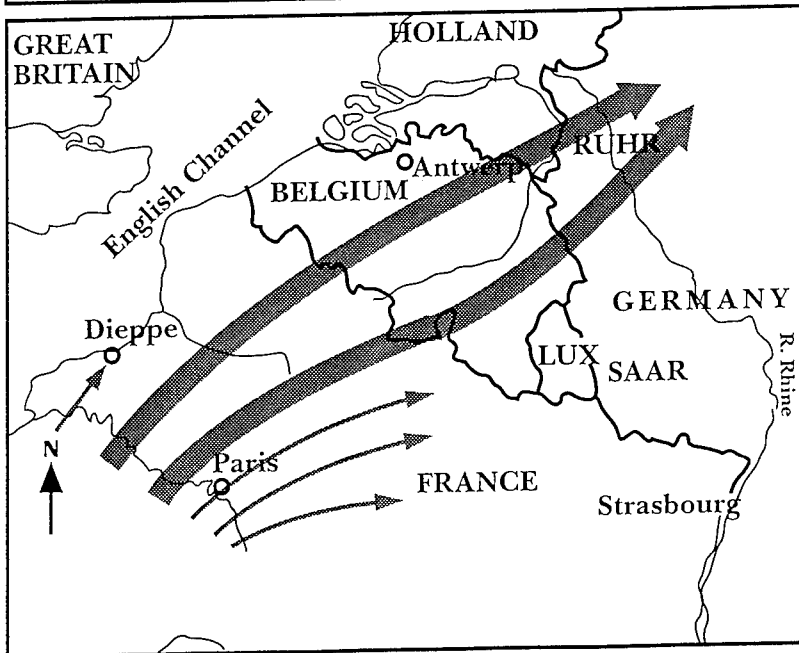 GREAT
BRITAIN
HOLLAND
English Channel
RUHR
Antwerp
BELGIUM
GERMANY
Dieppe
LUX
SAAR
R. Rhine
N
Paris
FRANCE
Strasbourg